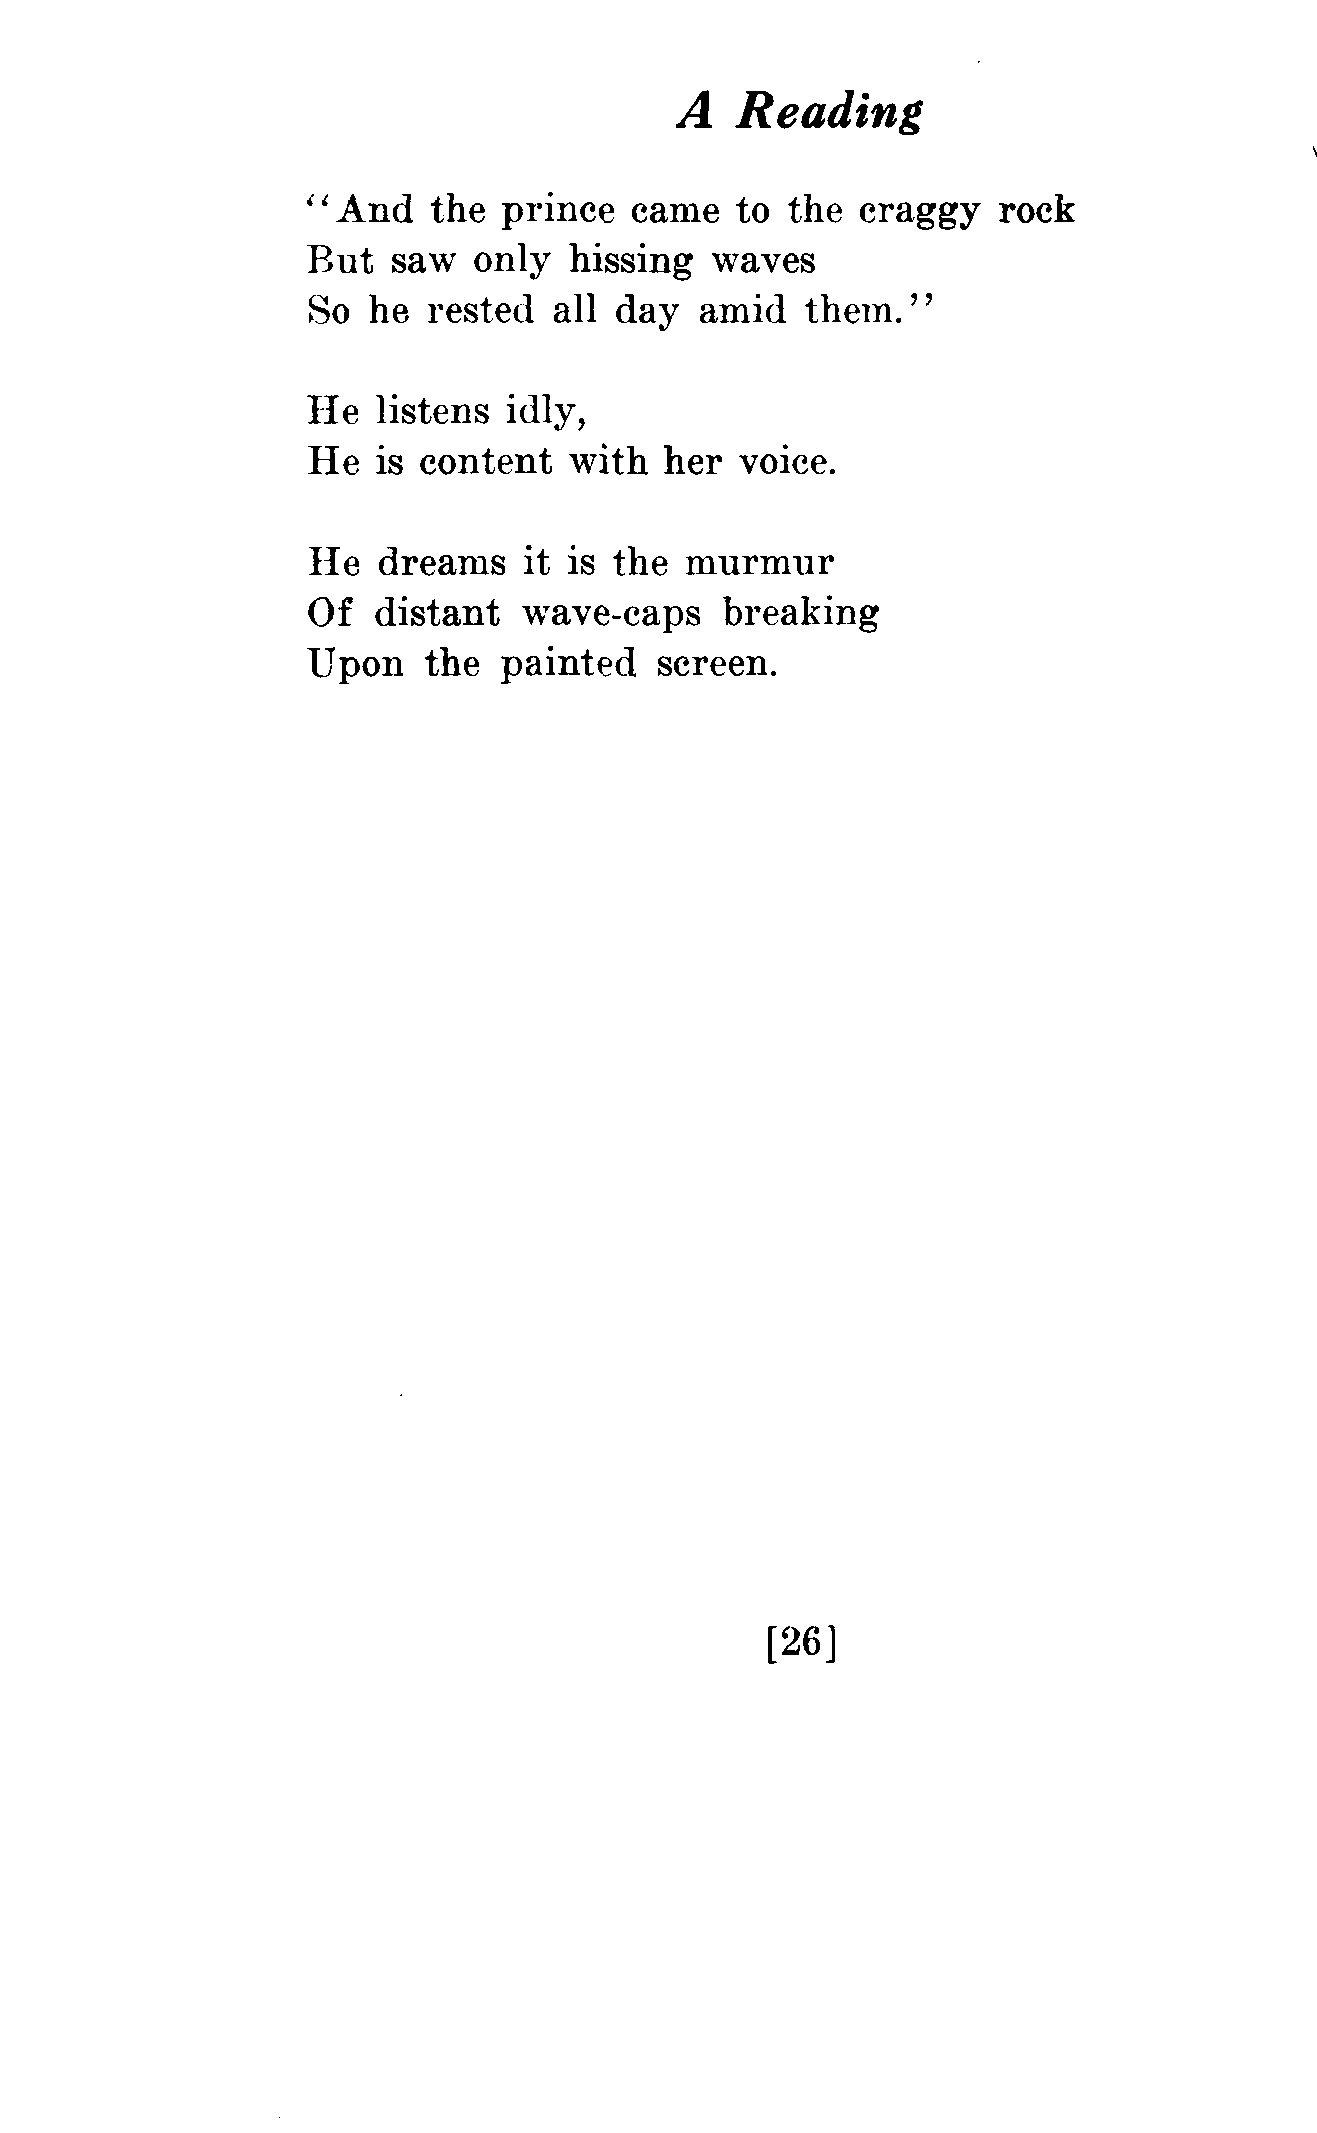 A Reading
"And the prince came to the craggy rock
But saw only hissing waves
So he rested all day amid them."
He listens idly,
He is content with her voice.
He dreams it is the murmur
Of distant wave-caps breaking
Upon the painted screen.
[26]